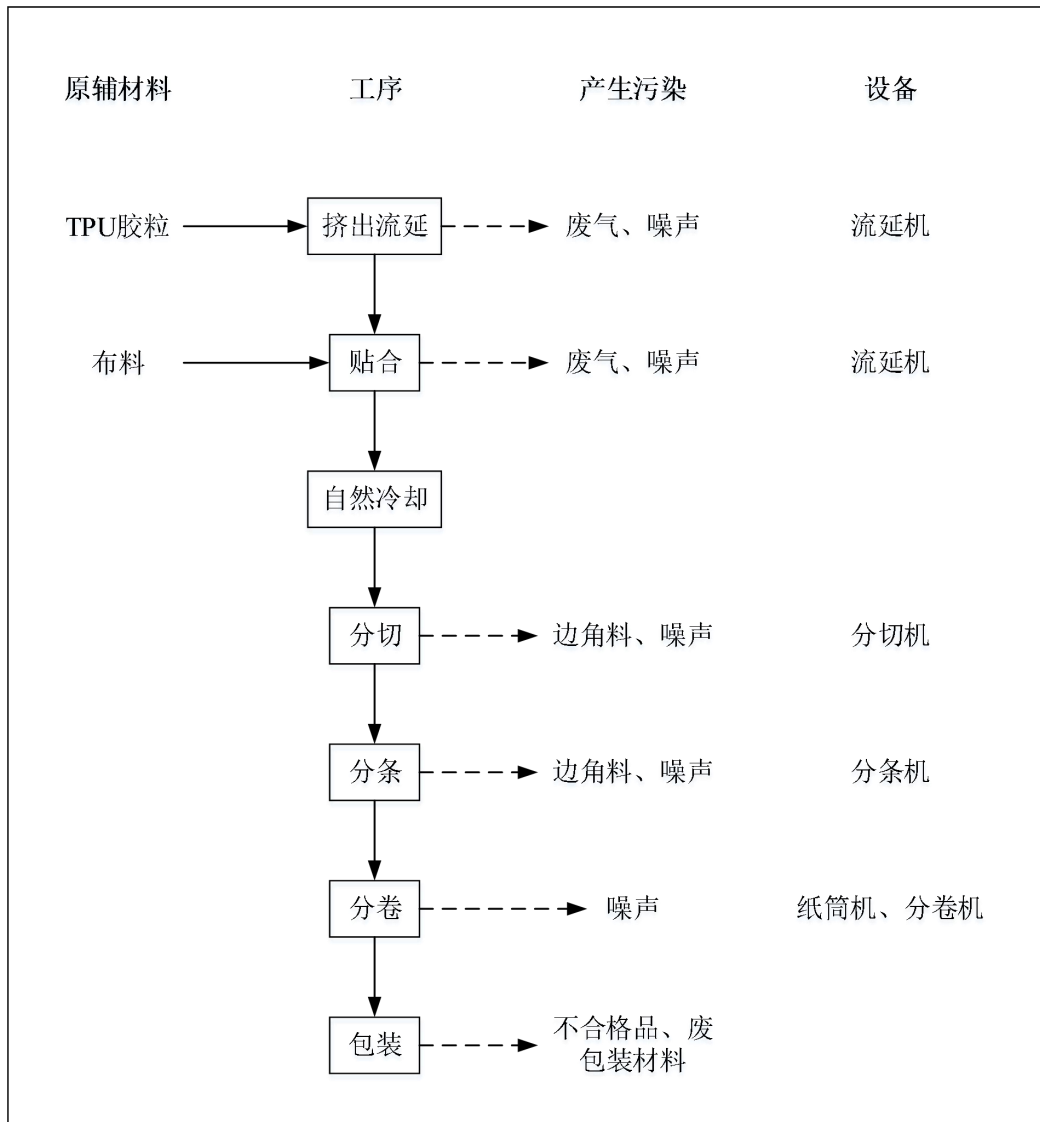 原辅材料 工序 产生污染 设备
TPU胶粒 挤出流延 废气、噪声 流延机
布料 贴合 废气、噪声 流延机
自然冷却
分切 边角料、噪声 分切机
分条 边角料、噪声 分条机
分卷 噪声 纸筒机、分卷机
包装 不合格品、废
包装材料